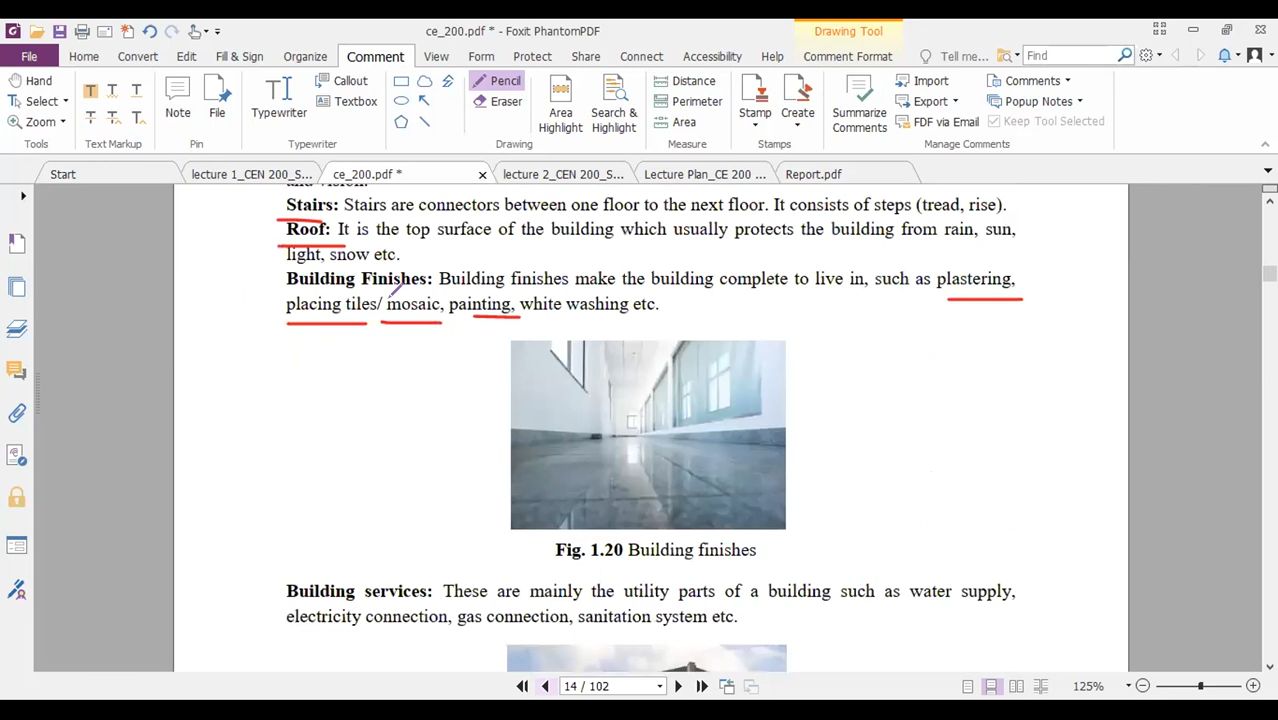 ce_200.pdf * - Foxit PhantomPDF
Drawing Tool
File Home Convert Edit Fill & Sign Organize Comment View Form Protect Share Connect Accessibility Help Comment Format Tell me... Find
Hand
Select
Zoom
Tools
T T T
T T T
Text Markup
Note
File
Pin
Typewriter
Callout
Textbox
Typewriter
Pencil
Eraser
Area Highlight
Search & Highlight
Drawing
Distance
Perimeter
Area
Measure
Stamp
Create
Stamps
Summarize Comments
Import
Export
FDF via Email
Comments
Popup Notes
Keep Tool Selected
Manage Comments
Start lecture 1_CEN 200_S... ce_200.pdf * lecture 2_CEN 200_S... Lecture Plan_CE 200 ... Report.pdf
and vision.
Stairs: Stairs are connectors between one floor to the next floor. It consists of steps (tread, rise).
Roof: It is the top surface of the building which usually protects the building from rain, sun,
light, snow etc.
Building Finishes: Building finishes make the building complete to live in, such as plastering,
placing tiles/ mosaic, painting, white washing etc.
Fig. 1.20 Building finishes
Building services: These are mainly the utility parts of a building such as water supply,
electricity connection, gas connection, sanitation system etc.
14 / 102
125%